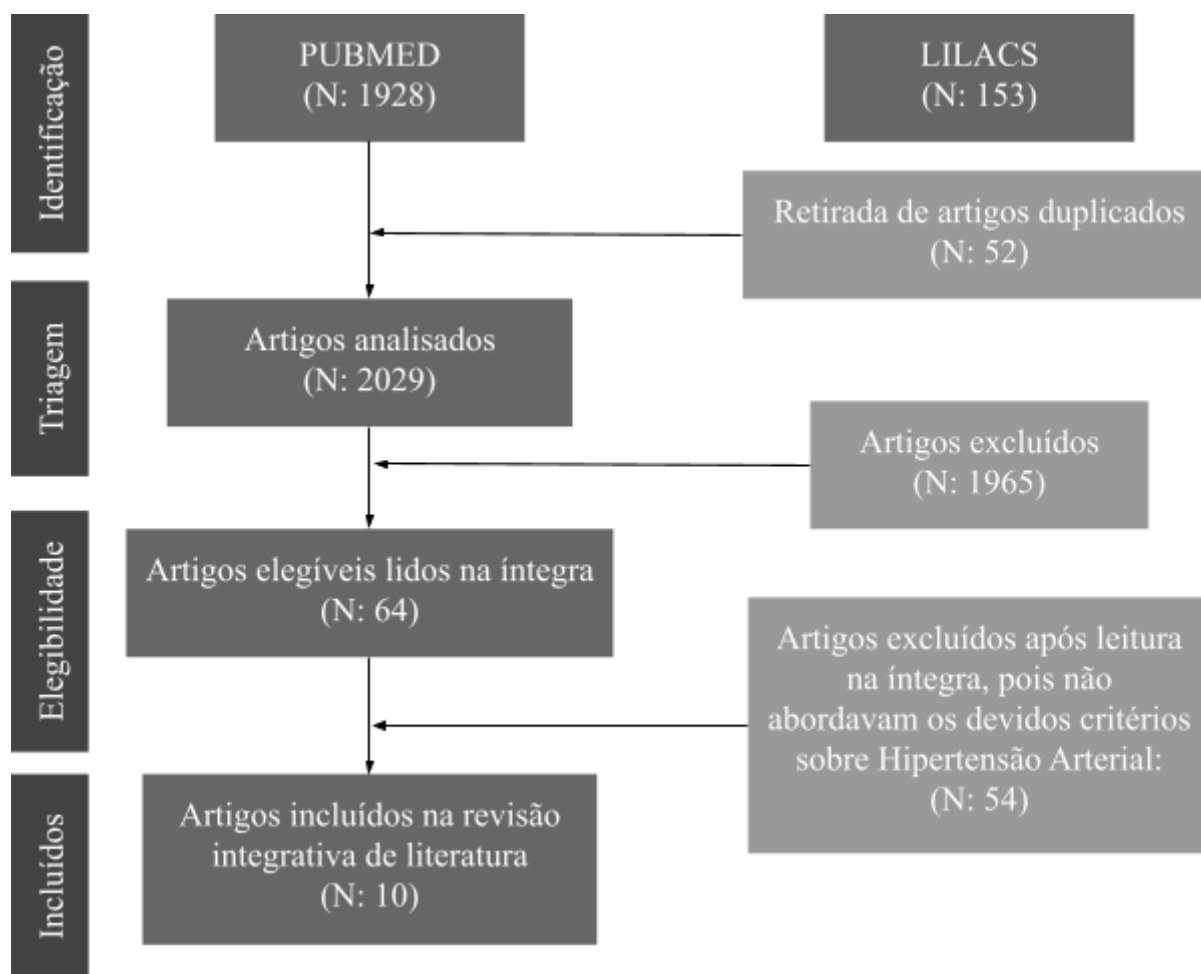 Identificação
PUBMED
(N: 1928)
LILACS
(N: 153)
Retirada de artigos duplicados
(N: 52)
Triagem
Artigos analisados
(N: 2029)
Artigos excluídos
(N: 1965)
Elegibilidade
Artigos elegíveis lidos na íntegra
(N: 64)
Artigos excluídos após leitura
na íntegra, pois não
abordavam os devidos critérios
sobre Hipertensão Arterial:
(N: 54)
Incluídos
Artigos incluídos na revisão
integrativa de literatura
(N: 10)